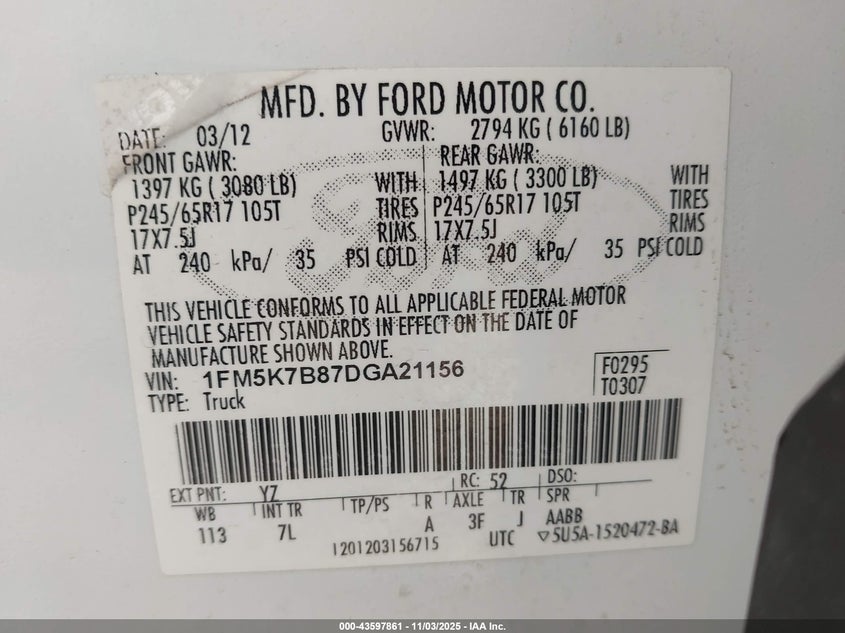 MFD. BY FORD MOTOR CO.
DATE: 03/12 GVWR: 2794 KG ( 6160 LB)
FRONT GAWR: REAR GAWR:
1397 KG ( 3080 LB) WITH 1497 KG ( 3300 LB) WITH
P245/65R17 105T TIRES P245/65R17 105T TIRES
17X7.5J RIMS 17X7.5J RIMS
AT 240 kPa/ 35 PSI COLD AT 240 kPa/ 35 PSI COLD
THIS VEHICLE CONFORMS TO ALL APPLICABLE FEDERAL MOTOR
VEHICLE SAFETY STANDARDS IN EFFECT ON THE DATE OF
MANUFACTURE SHOWN ABOVE.
VIN: 1FM5K7B87DGA21156 F0295
TYPE: Truck T0307
EXT PNT: YZ RC: 52 DSO:
WB INT TR TP/PS R AXLE TR SPR
113 7L A 3F J AABB
1201203156715 UTC ▽5U5A-1520472-BA
000-43597861 - 11/03/2025 - IAA Inc.